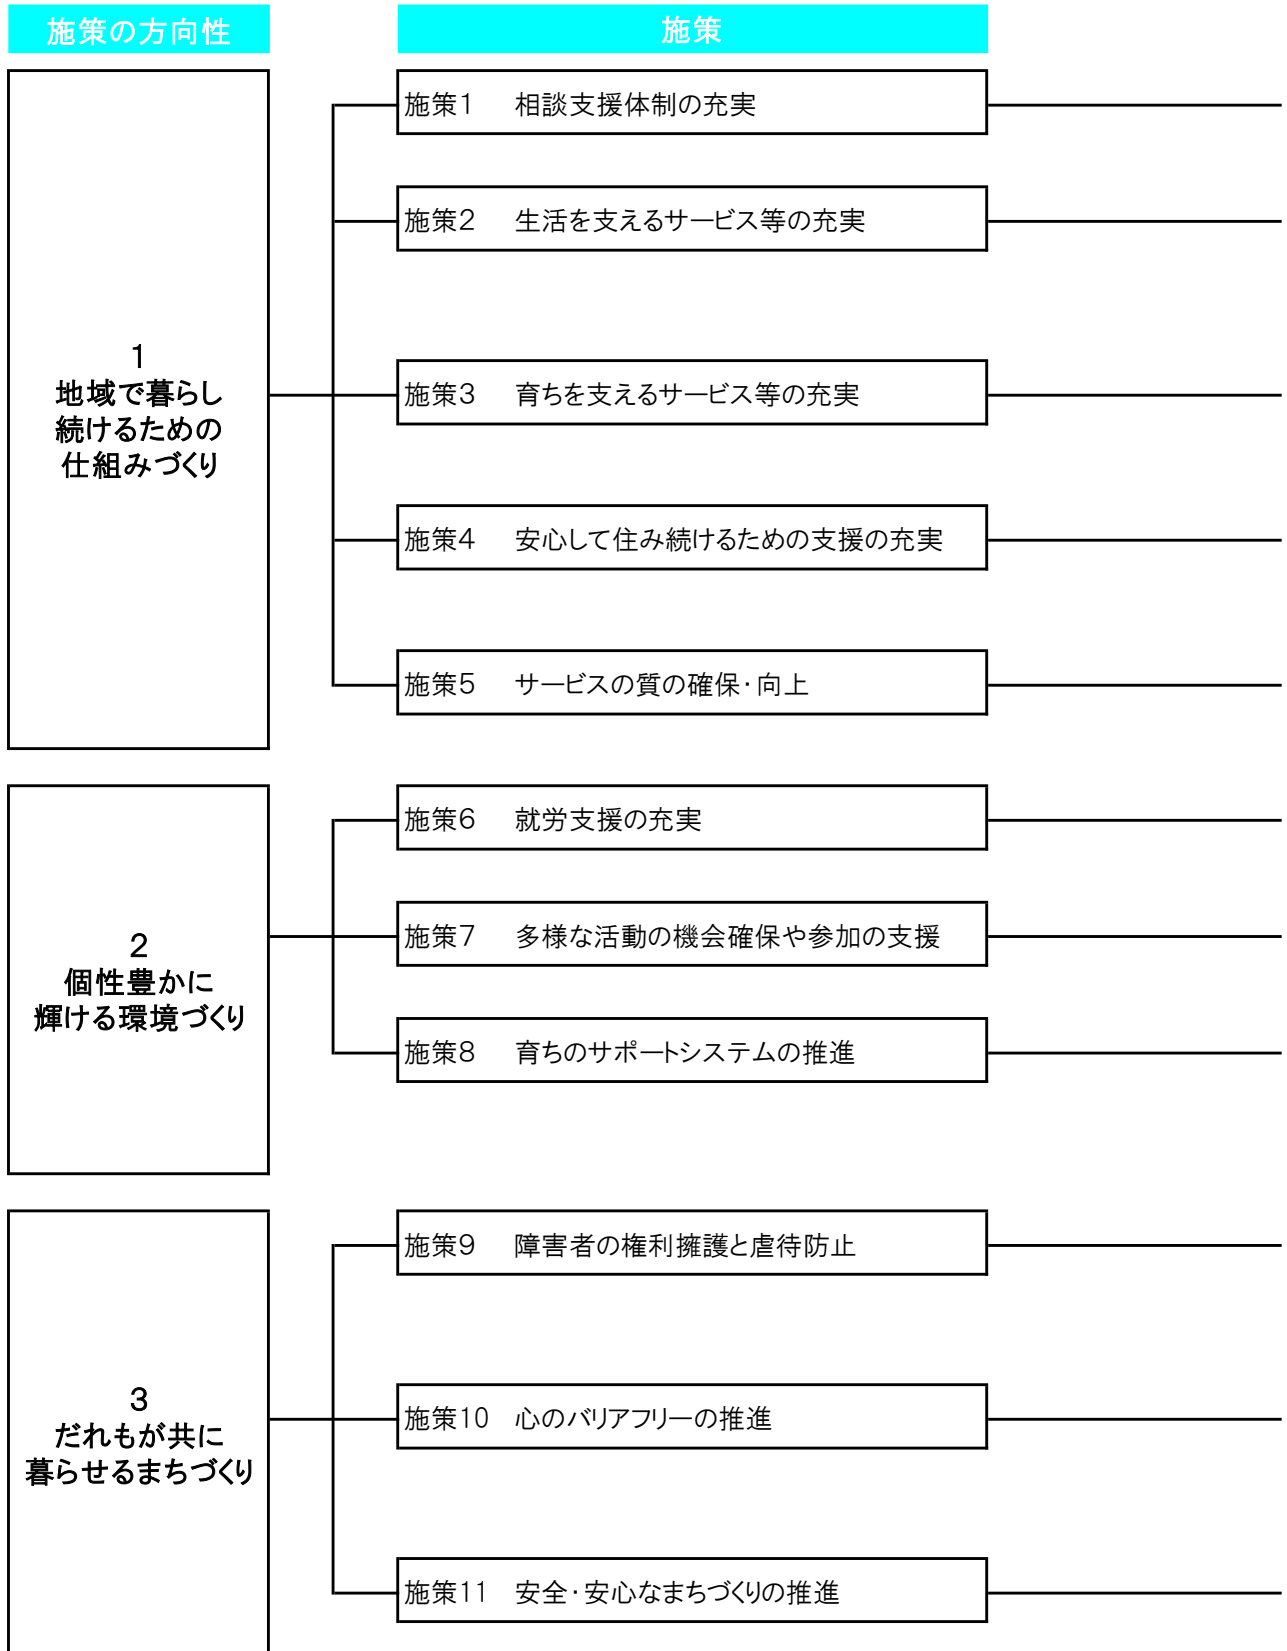 施策の方向性
施策
1
地域で暮らし
続けるための
仕組みづくり
施策1 相談支援体制の充実
施策2 生活を支えるサービス等の充実
施策3 育ちを支えるサービス等の充実
施策4 安心して住み続けるための支援の充実
施策5 サービスの質の確保・向上
2
個性豊かに
輝ける環境づくり
施策6 就労支援の充実
施策7 多様な活動の機会確保や参加の支援
施策8 育ちのサポートシステムの推進
3
だれもが共に
暮らせるまちづくり
施策9 障害者の権利擁護と虐待防止
施策10 心のバリアフリーの推進
施策11 安全・安心なまちづくりの推進